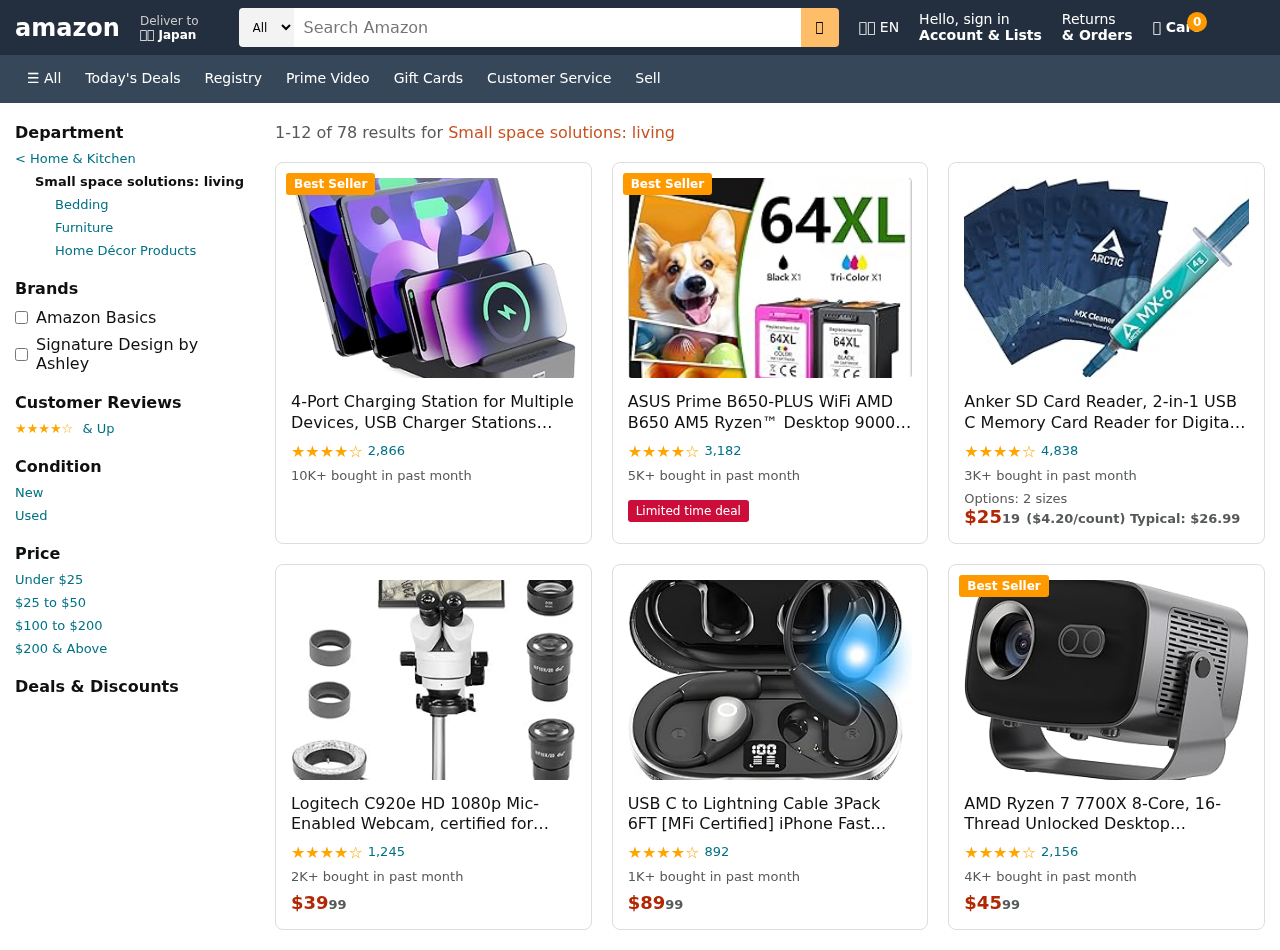 amazon
Deliver to
Japan
All
Search Amazon
EN
Hello, sign in
Account & Lists
Returns
& Orders
0
☰ All
Today's Deals
Registry
Prime Video
Gift Cards
Customer Service
Sell
Department
< Home & Kitchen
Small space solutions: living
Bedding
Furniture
Home Décor Products
Brands
Amazon Basics
Signature Design by
Ashley
Customer Reviews
★★★★☆ & Up
Condition
New
Used
Price
Under $25
$25 to $50
$100 to $200
$200 & Above
Deals & Discounts
1-12 of 78 results for Small space solutions: living
Best Seller
4-Port Charging Station for Multiple
Devices, USB Charger Stations…
★★★★☆ 2,866
10K+ bought in past month
Best Seller
64XL
Black X1
Tri-Color X1
Replacement for
64XL
COLOR
Replacement for
64XL
BLACK
ASUS Prime B650-PLUS WiFi AMD
B650 AM5 Ryzen™ Desktop 9000…
★★★★☆ 3,182
5K+ bought in past month
Limited time deal
ARCTIC
MX Cleaner
4g
MX-6
Anker SD Card Reader, 2-in-1 USB
C Memory Card Reader for Digita…
★★★★☆ 4,838
3K+ bought in past month
Options: 2 sizes
$2519 ($4.20/count) Typical: $26.99
Logitech C920e HD 1080p Mic-
Enabled Webcam, certified for…
★★★★☆ 1,245
2K+ bought in past month
$3999
L
R
USB C to Lightning Cable 3Pack
6FT [MFi Certified] iPhone Fast…
★★★★☆ 892
1K+ bought in past month
$8999
Best Seller
AMD Ryzen 7 7700X 8-Core, 16-
Thread Unlocked Desktop…
★★★★☆ 2,156
4K+ bought in past month
$4599